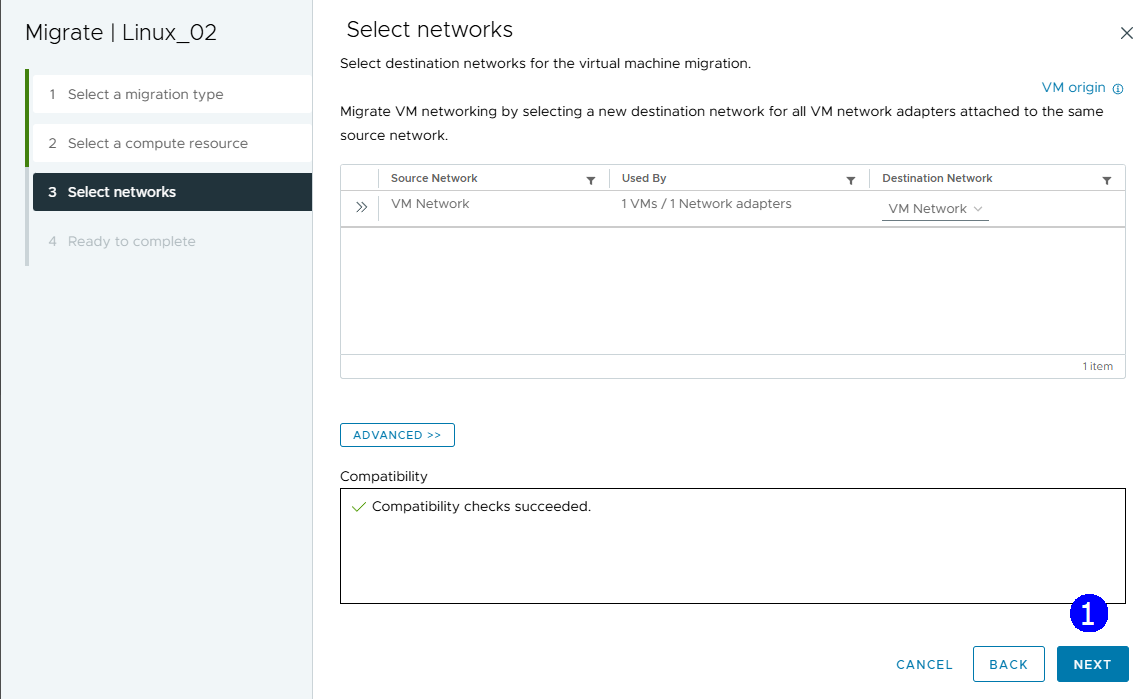 Migrate | Linux_02
1 Select a migration type
2 Select a compute resource
3 Select networks
4 Ready to complete
Select networks
Select destination networks for the virtual machine migration.
VM origin
Migrate VM networking by selecting a new destination network for all VM network adapters attached to the same
source network.
Source Network Used By Destination Network
VM Network 1 VMs / 1 Network adapters VM Network
1 item
ADVANCED >>
Compatibility
Compatibility checks succeeded.
1
CANCEL BACK NEXT